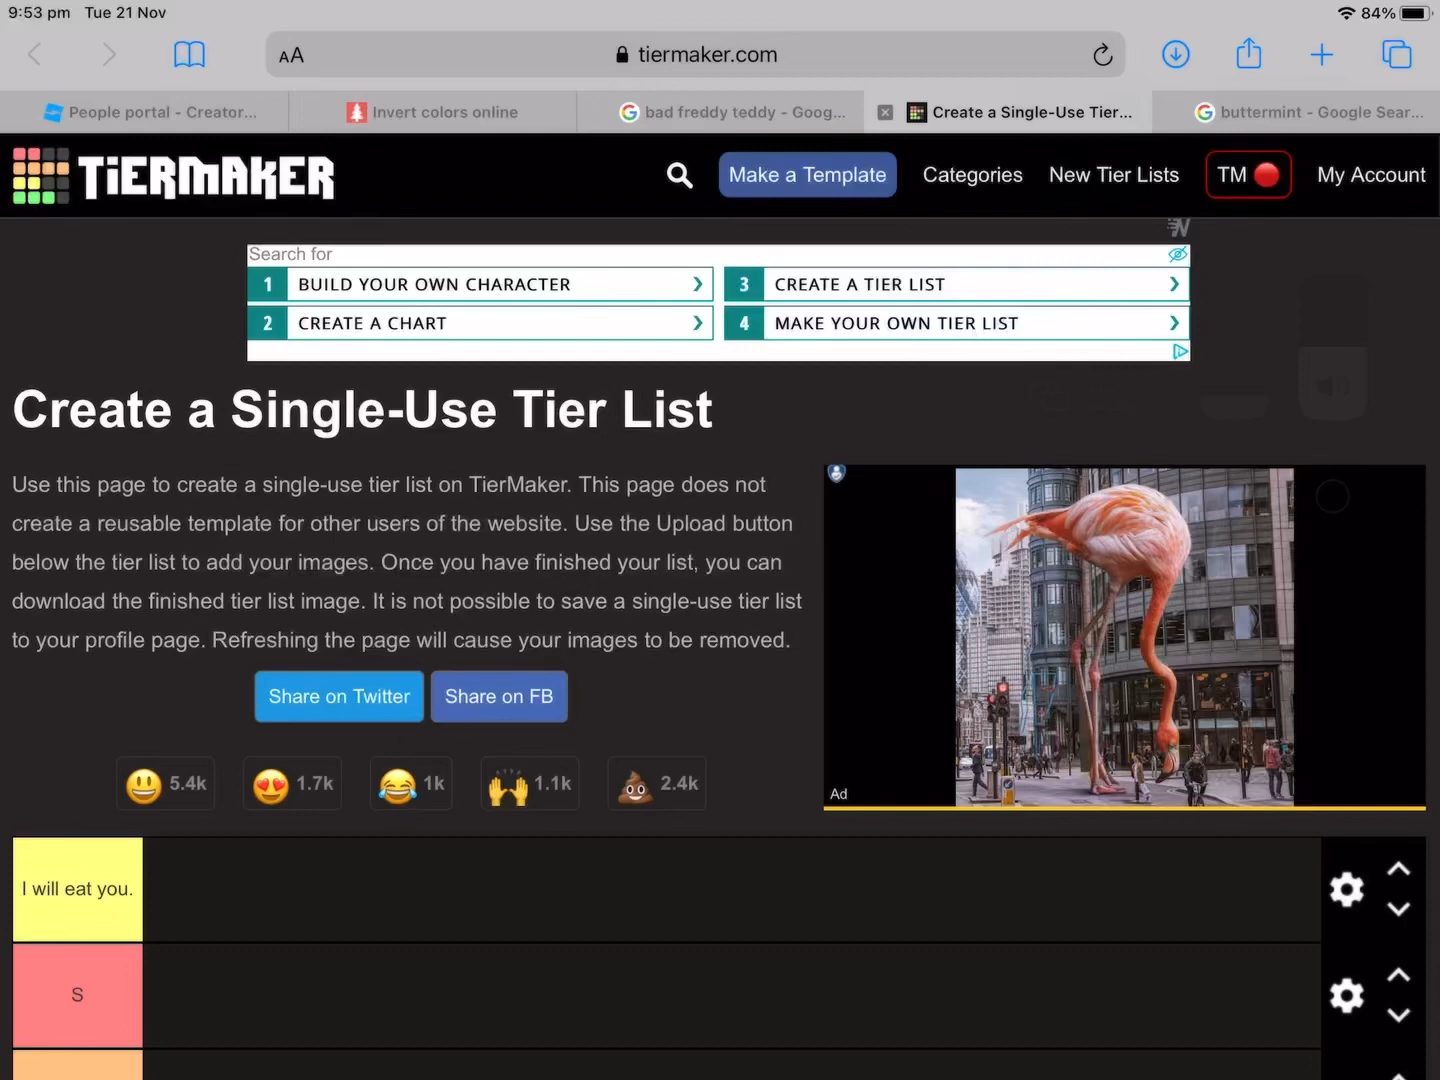 9:53 pm Tue 21 Nov
84%
AA
tiermaker.com
People portal - Creator...
Invert colors online
bad freddy teddy - Goog...
Create a Single-Use Tier...
buttermint - Google Sear...
TiERMAKER
Make a Template
Categories
New Tier Lists
TM
My Account
Search for
1 BUILD YOUR OWN CHARACTER
3 CREATE A TIER LIST
2 CREATE A CHART
4 MAKE YOUR OWN TIER LIST
Create a Single-Use Tier List
Use this page to create a single-use tier list on TierMaker. This page does not
create a reusable template for other users of the website. Use the Upload button
below the tier list to add your images. Once you have finished your list, you can
download the finished tier list image. It is not possible to save a single-use tier list
to your profile page. Refreshing the page will cause your images to be removed.
Share on Twitter
Share on FB
5.4k
1.7k
1k
1.1k
2.4k
Ad
I will eat you.
S